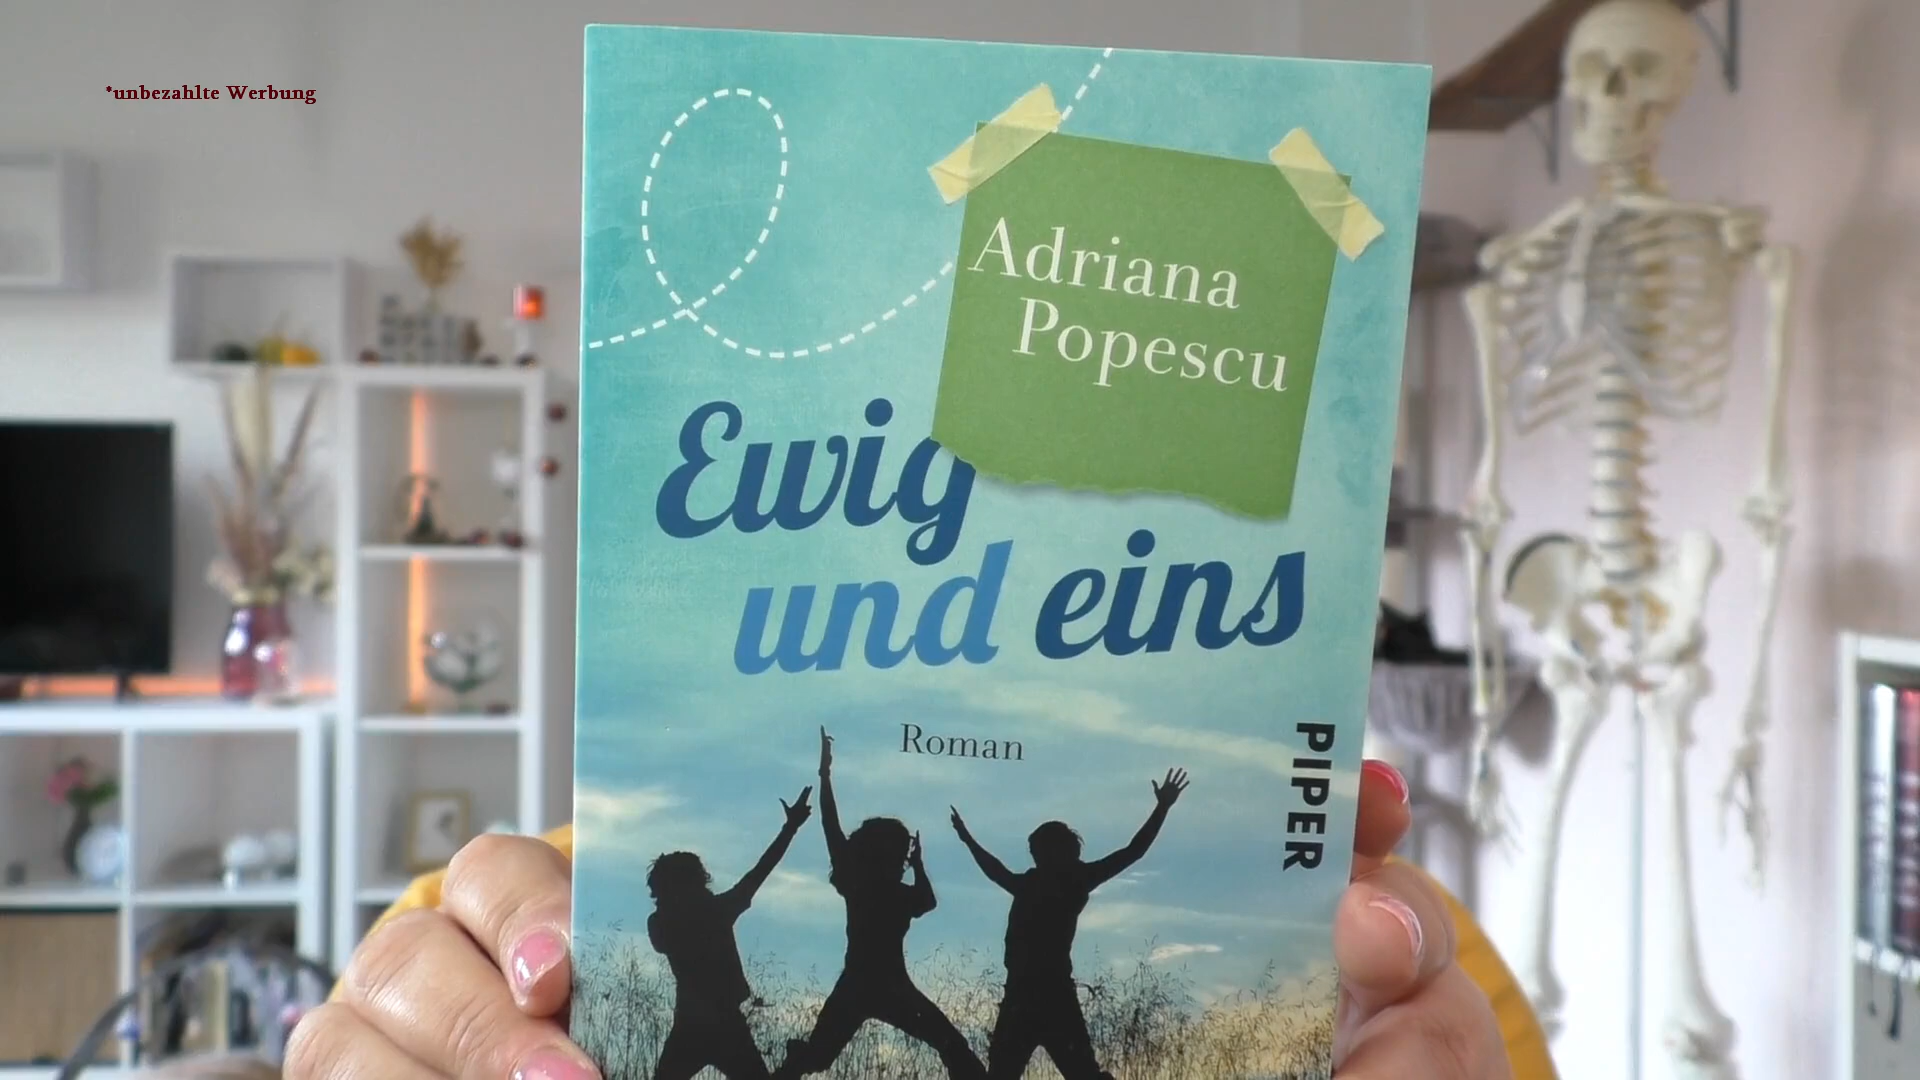 *unbezahlte Werbung
Adriana
Popescu
Ewig
und eins
Roman
PIPER